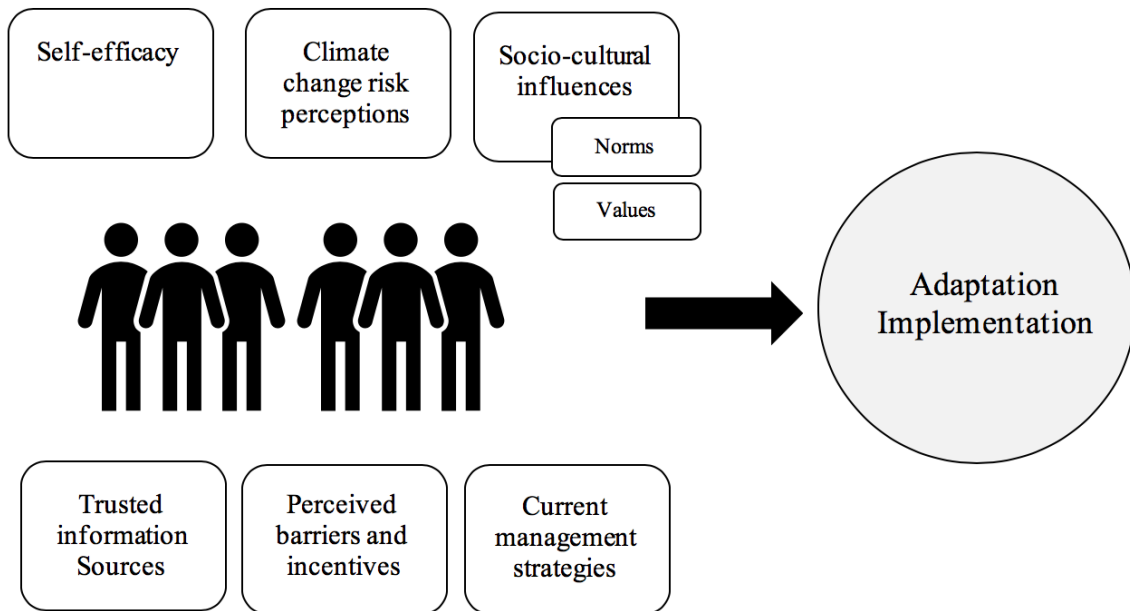 Self-efficacy
Climate
change risk
perceptions
Socio-cultural
influences
Norms
Values
Adaptation
Implementation
Trusted
information
Sources
Perceived
barriers and
incentives
Current
management
strategies